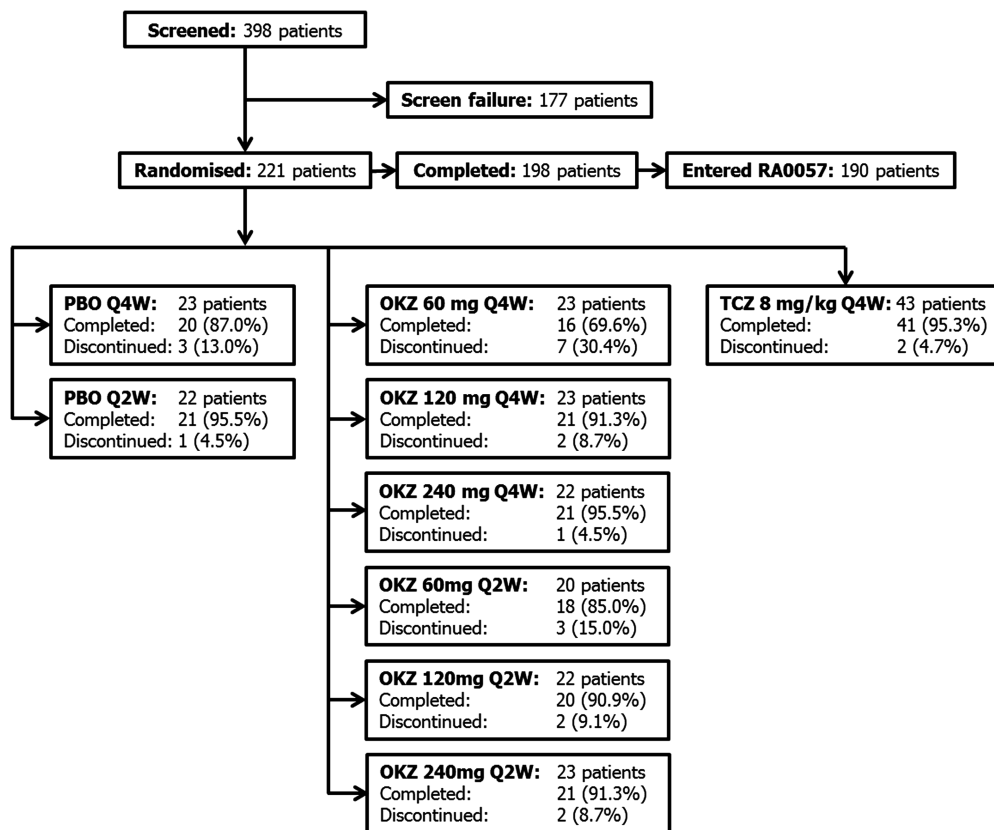 Screened: 398 patients
Screen failure: 177 patients
Randomised: 221 patients
Completed: 198 patients
Entered RA0057: 190 patients
PBO Q4W: 23 patients
Completed: 20 (87.0%)
Discontinued: 3 (13.0%)
PBO Q2W: 22 patients
Completed: 21 (95.5%)
Discontinued: 1 (4.5%)
OKZ 60 mg Q4W: 23 patients
Completed: 16 (69.6%)
Discontinued: 7 (30.4%)
OKZ 120 mg Q4W: 23 patients
Completed: 21 (91.3%)
Discontinued: 2 (8.7%)
OKZ 240 mg Q4W: 22 patients
Completed: 21 (95.5%)
Discontinued: 1 (4.5%)
OKZ 60mg Q2W: 20 patients
Completed: 18 (85.0%)
Discontinued: 3 (15.0%)
OKZ 120mg Q2W: 22 patients
Completed: 20 (90.9%)
Discontinued: 2 (9.1%)
OKZ 240mg Q2W: 23 patients
Completed: 21 (91.3%)
Discontinued: 2 (8.7%)
TCZ 8 mg/kg Q4W: 43 patients
Completed: 41 (95.3%)
Discontinued: 2 (4.7%)